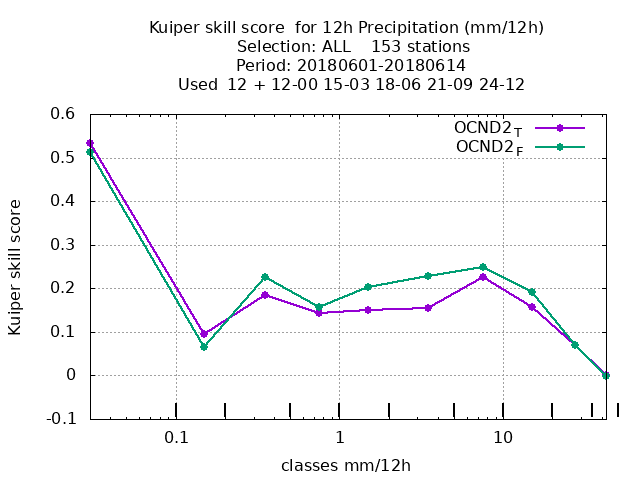 Kuiper skill score  for 12h Precipitation (mm/12h)
Selection: ALL    153 stations
Period: 20180601-20180614
Used  12 + 12-00 15-03 18-06 21-09 24-12
OCND2T
OCND2F
0.6
0.5
0.4
0.3
0.2
0.1
0
-0.1
Kuiper skill score
0.1
1
10
classes mm/12h